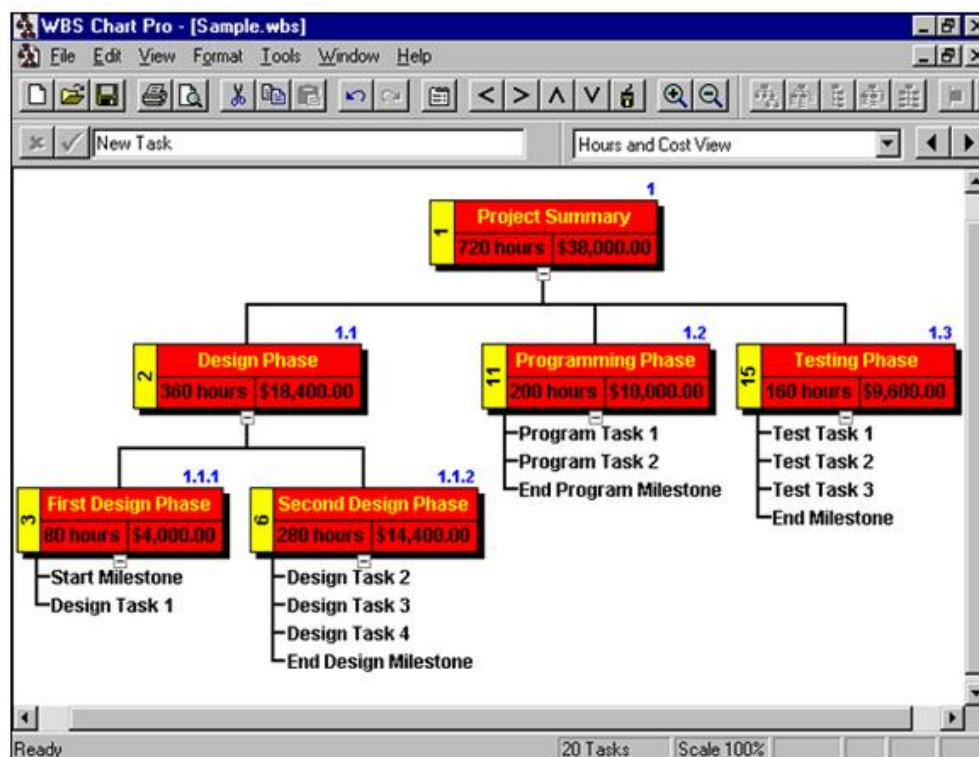 WBS Chart Pro - [Sample.wbs]
File Edit View Format Tools Window Help
New Task
Hours and Cost View
1
1 Project Summary
720 hours $38,000.00
1.1
2 Design Phase
360 hours $18,400.00
1.2
11 Programming Phase
200 hours $10,000.00
1.3
15 Testing Phase
160 hours $9,600.00
1.1.1
3 First Design Phase
80 hours $4,000.00
Start Milestone
Design Task 1
1.1.2
6 Second Design Phase
280 hours $14,400.00
Design Task 2
Design Task 3
Design Task 4
End Design Milestone
Program Task 1
Program Task 2
End Program Milestone
Test Task 1
Test Task 2
Test Task 3
End Milestone
Ready 20 Tasks Scale 100%